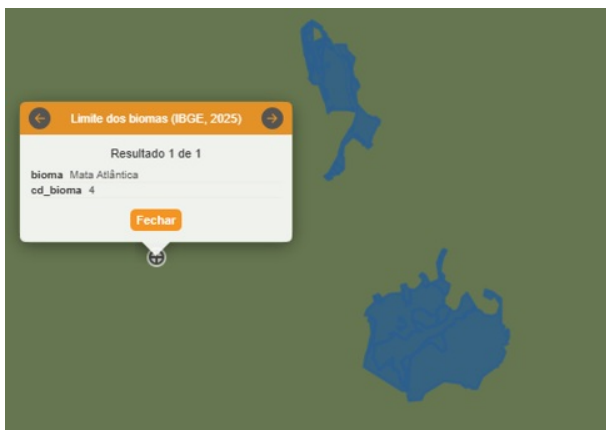 Limite dos biomas (IBGE, 2025)
Resultado 1 de 1
bioma Mata Atlântica
cd_bioma 4
Fechar